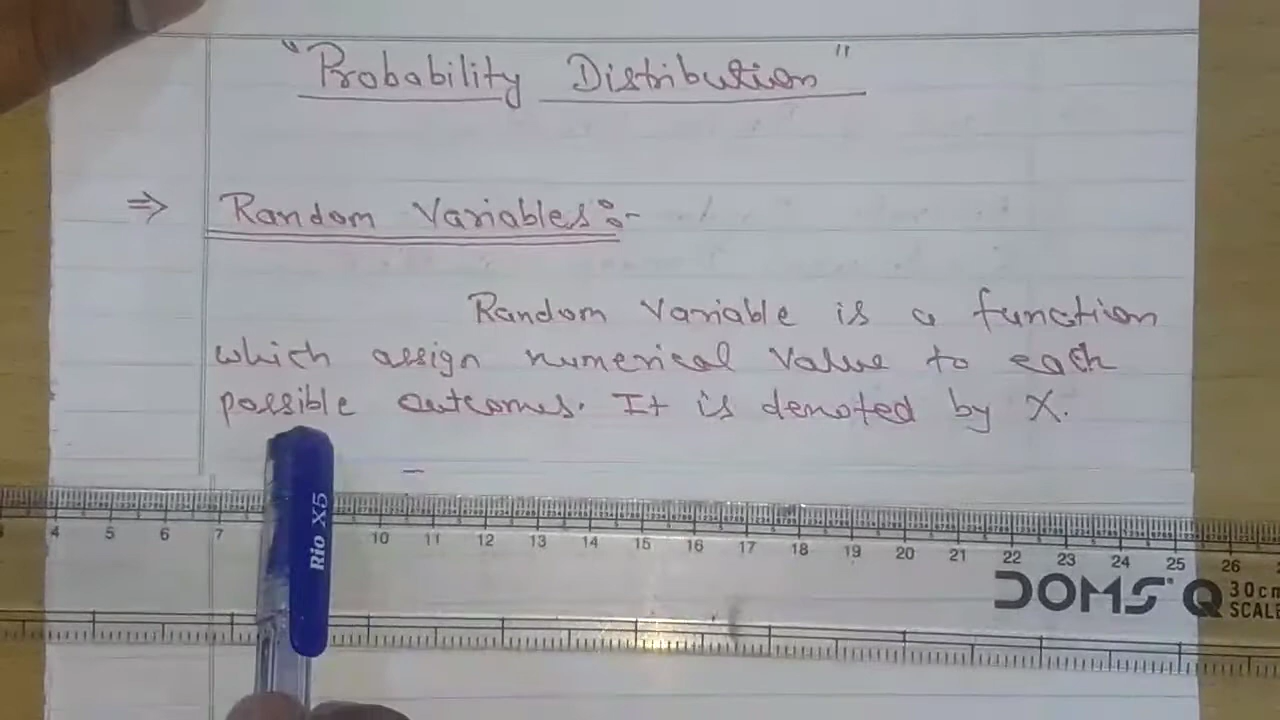 "Probability Distribution"
⇒ Random Variables:-
Random Variable is a function
which assign numerical value to each
possible outcomes. It is denoted by X.
Rio X5
4 5 6 7 10 11 12 13 14 15 16 17 18 19 20 21 22 23 24 25 26
DOMS Q 30cm
SCALE